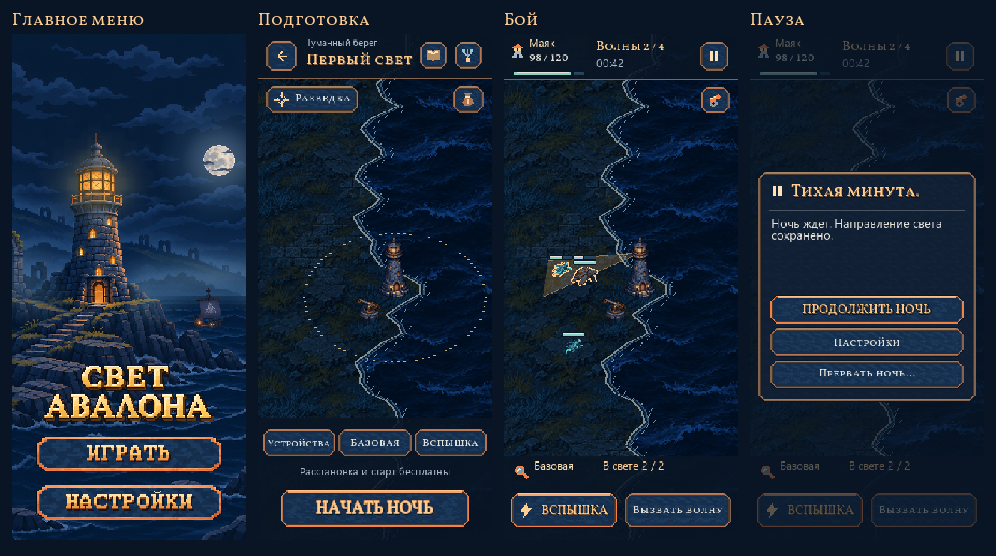 Главное меню
СВЕТ
АВАЛОНА
ИГРАТЬ
НАСТРОЙКИ
Подготовка
Туманный берег
Первый свет
Разведка
Устройства
Базовая
Вспышка
Расстановка и старт бесплатны
НАЧАТЬ НОЧЬ
Бой
Маяк
98 / 120
Волны 2 / 4
00:42
Базовая
В свете 2 / 2
ВСПЫШКА
Вызвать волну
Пауза
Маяк
98 / 120
Волны 2 / 4
00:42
Тихая минута.
Ночь ждет. Направление света
сохранено.
ПРОДОЛЖИТЬ НОЧЬ
Настройки
Прервать ночь...
Базовая
В свете 2 / 2
ВСПЫШКА
Вызвать волну